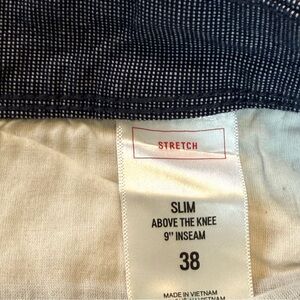 STRETCH
SLIM
ABOVE THE KNEE
9" INSEAM
38
MADE IN VIETNAM